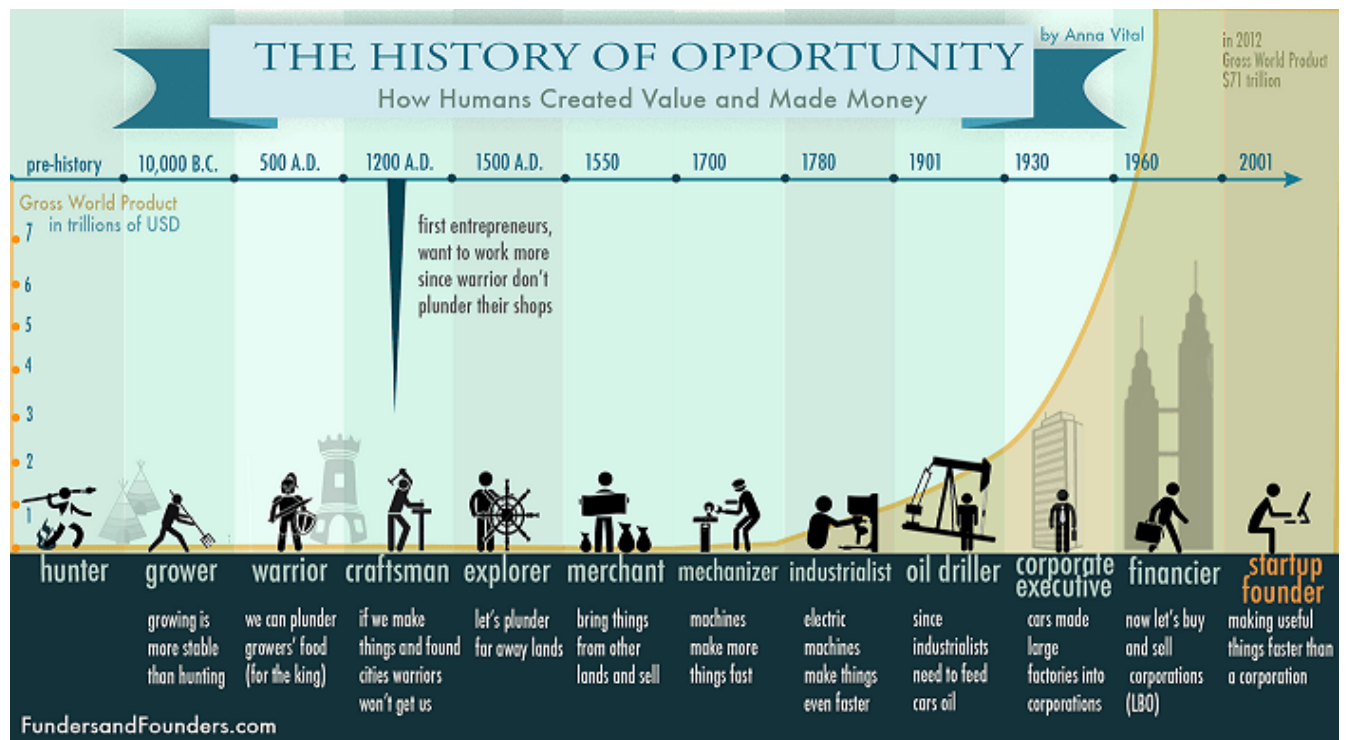 THE HISTORY OF OPPORTUNITY
by Anna Vital
How Humans Created Value and Made Money
in 2012
Gross World Product
$71 trillion
pre-history
10,000 B.C.
500 A.D.
1200 A.D.
1500 A.D.
1550
1700
1780
1901
1930
1960
2001
Gross World Product
in trillions of USD
7
6
5
4
3
2
1
first entrepreneurs,
want to work more
since warrior don't
plunder their shops
hunter
grower
growing is
more stable
than hunting
warrior
we can plunder
growers' food
(for the king)
craftsman
if we make
things and found
cities warriors
won't get us
explorer
let's plunder
far away lands
merchant
bring things
from other
lands and sell
mechanizer
machines
make more
things fast
industrialist
electric
machines
make things
even faster
oil driller
since
industrialists
need to feed
cars oil
corporate
executive
cars made
large
factories into
corporations
financier
now let's buy
and sell
corporations
(LBO)
startup
founder
making useful
things faster than
a corporation
FundersandFounders.com